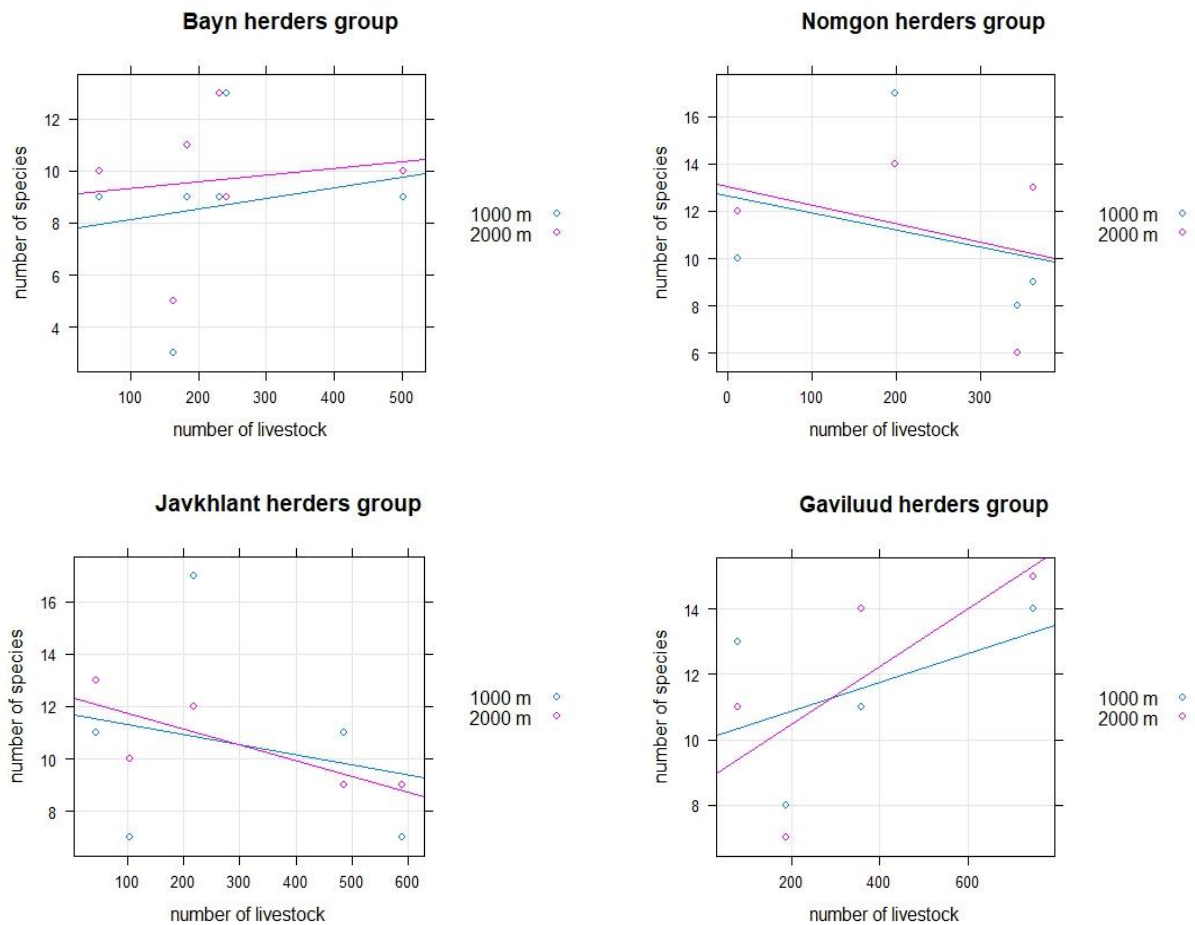 Bayn herders group
12
10
8
6
4
number of species
100 200 300 400 500
number of livestock
1000 m
2000 m
Nomgon herders group
16
14
12
10
8
6
number of species
0 100 200 300
number of livestock
1000 m
2000 m
Javkhlant herders group
16
14
12
10
8
number of species
100 200 300 400 500 600
number of livestock
1000 m
2000 m
Gaviluud herders group
14
12
10
8
number of species
200 400 600
number of livestock
1000 m
2000 m